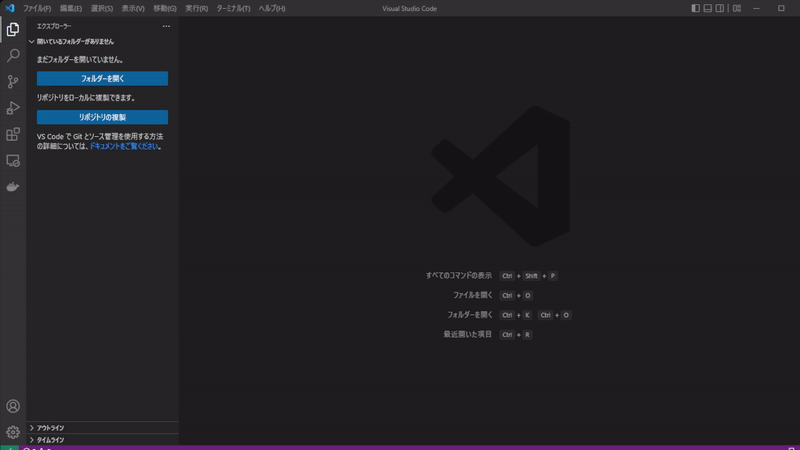 ファイル(F) 編集(E) 選択(S) 表示(V) 移動(G) 実行(R) ターミナル(T) ヘルプ(H) Visual Studio Code
エクスプローラー ...
開いているフォルダーがありません
まだフォルダーを開いていません。
フォルダーを開く
リポジトリをローカルに複製できます。
リポジトリの複製
VS Code で Git とソース管理を使用する方法
の詳細については、ドキュメントをご覧ください。
すべてのコマンドの表示 Ctrl + Shift + P
ファイルを開く Ctrl + O
フォルダーを開く Ctrl + K Ctrl + O
最近開いた項目 Ctrl + R
アウトライン
タイムライン